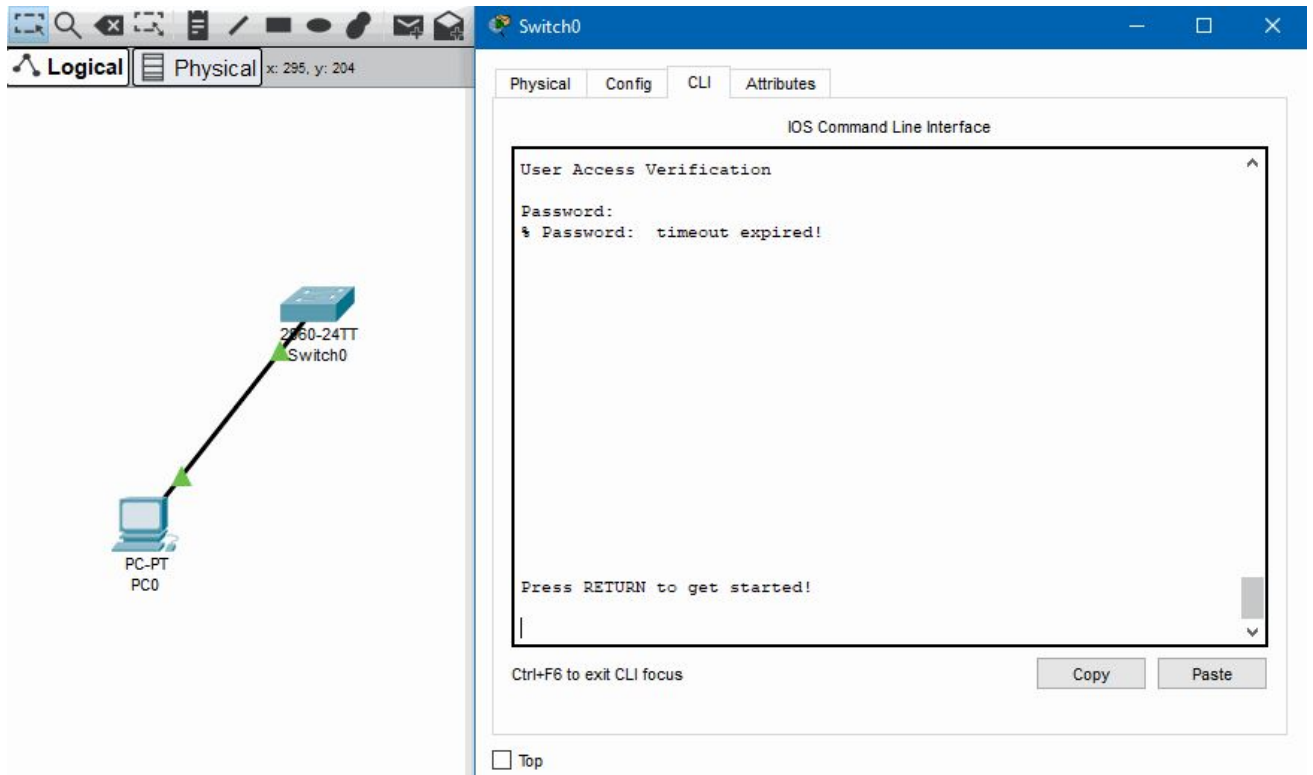 Switch0
Logical
Physical
x: 295, y: 204
Physical
Config
CLI
Attributes
IOS Command Line Interface
User Access Verification
Password:
% Password:  timeout expired!
Press RETURN to get started!
Ctrl+F6 to exit CLI focus
Copy
Paste
Top
2960-24TT
Switch0
PC-PT
PC0